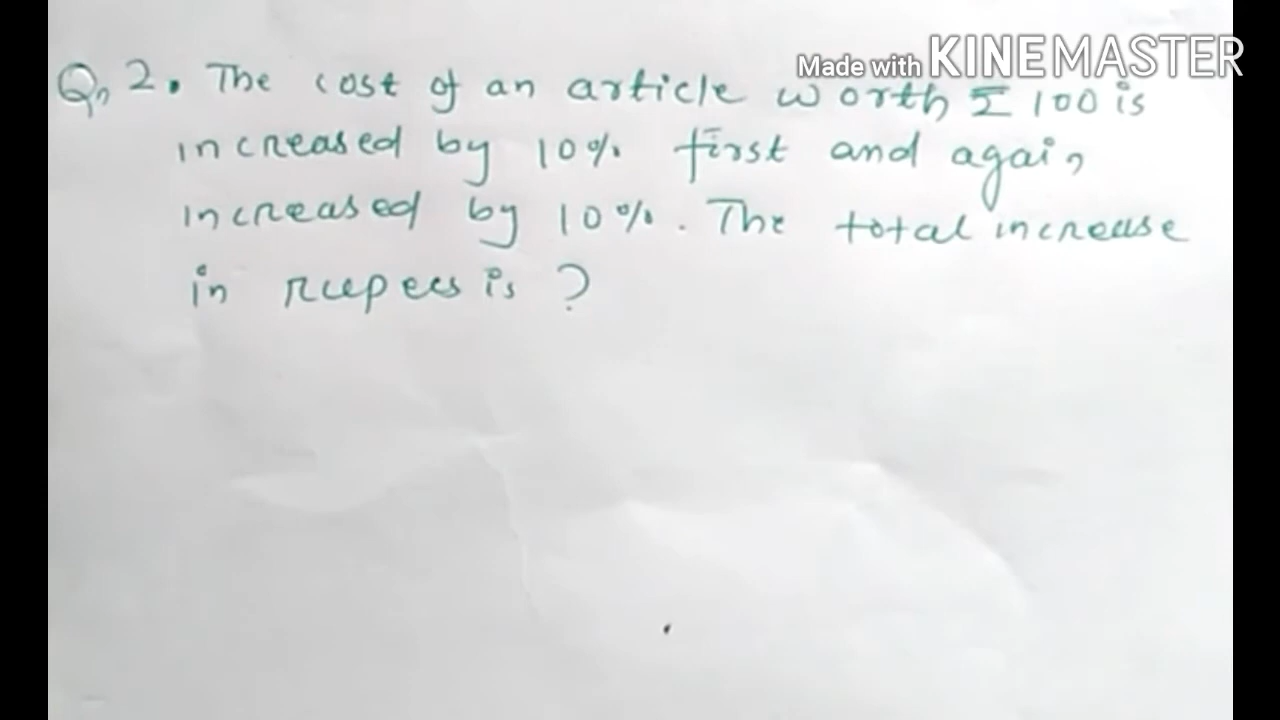 Made with KINEMASTER
Qn 2. The cost of an article worth ₹ 100 is
increased by 10% first and again
increased by 10%. The total increase
in rupees is ?